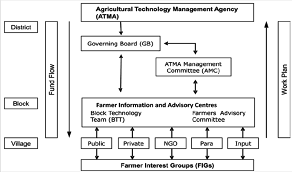 Agricultural Technology Management Agency
(ATMA)
District
Governing Board (GB)
ATMA Management
Committee (AMC)
Fund Flow
Work Plan
Block
Farmer Information and Advisory Centres
Block Technology
Team (BTT)
Farmers Advisory
Committee
Village
Public
Private
NGO
Para
Input
Farmer Interest Groups (FIGs)